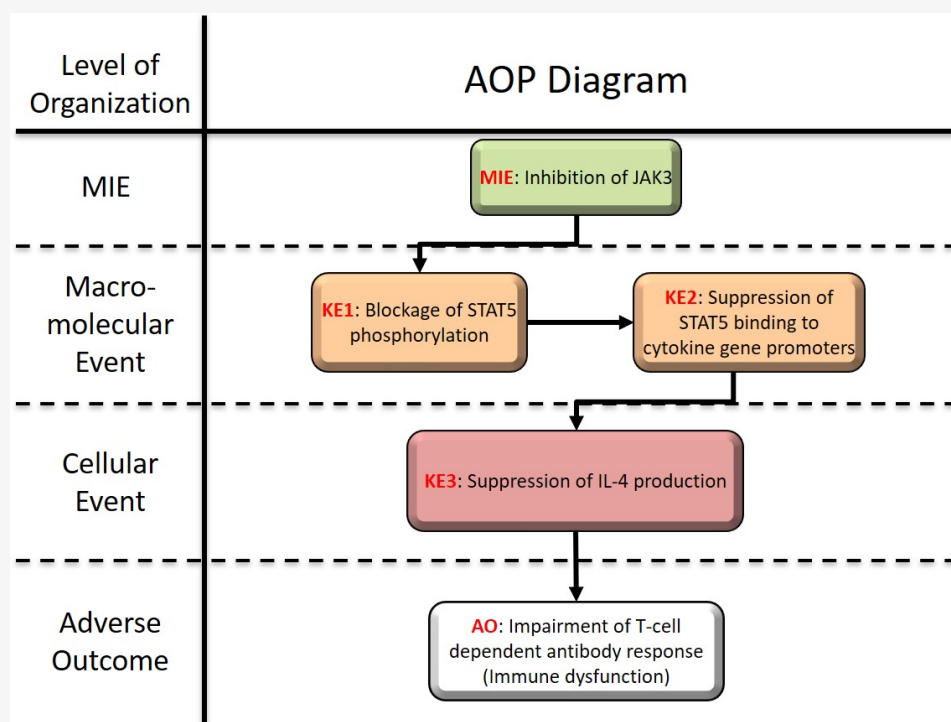 Level of
Organization
AOP Diagram
MIE
MIE: Inhibition of JAK3
Macro-
molecular
Event
KE1: Blockage of STAT5
phosphorylation
KE2: Suppression of
STAT5 binding to
cytokine gene promoters
Cellular
Event
KE3: Suppression of IL-4 production
Adverse
Outcome
AO: Impairment of T-cell
dependent antibody response
(Immune dysfunction)